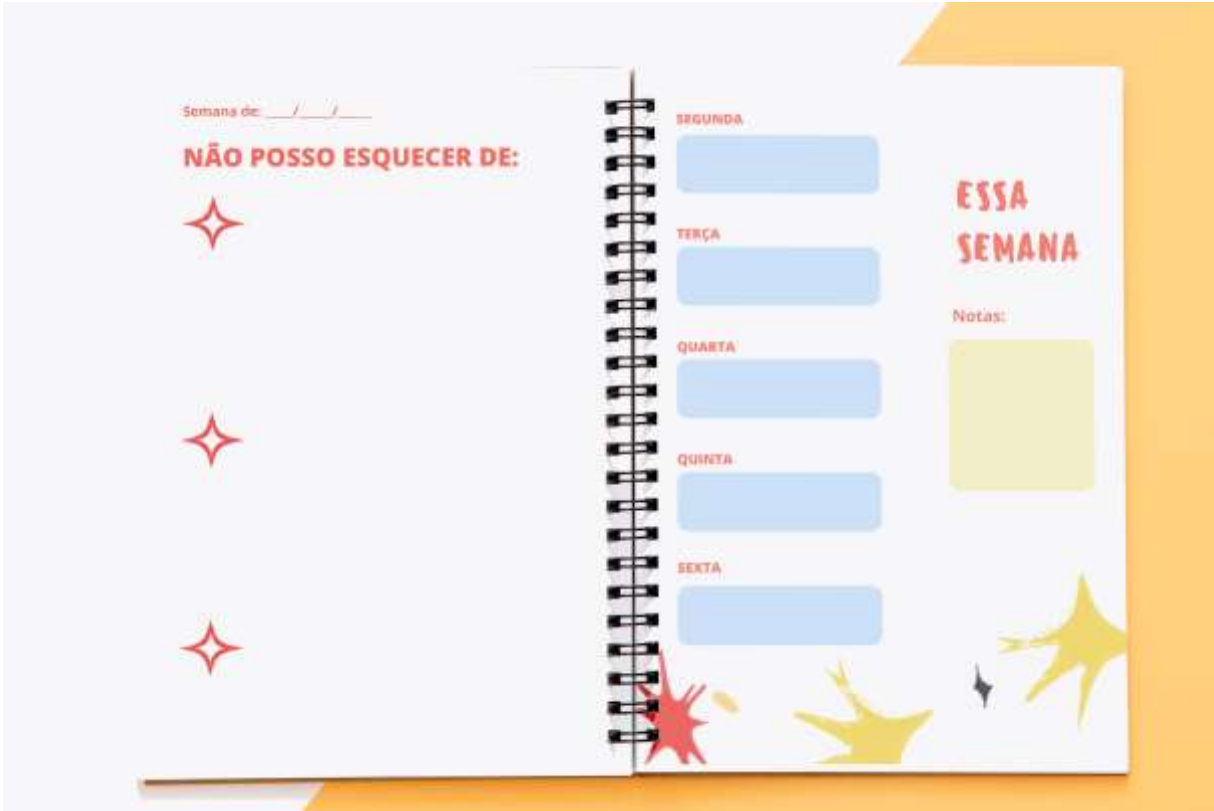 Semana de: ___/___/___
NÃO POSSO ESQUECER DE:
SEGUNDA
TERÇA
QUARTA
QUINTA
SEXTA
ESSA
SEMANA
Notas: